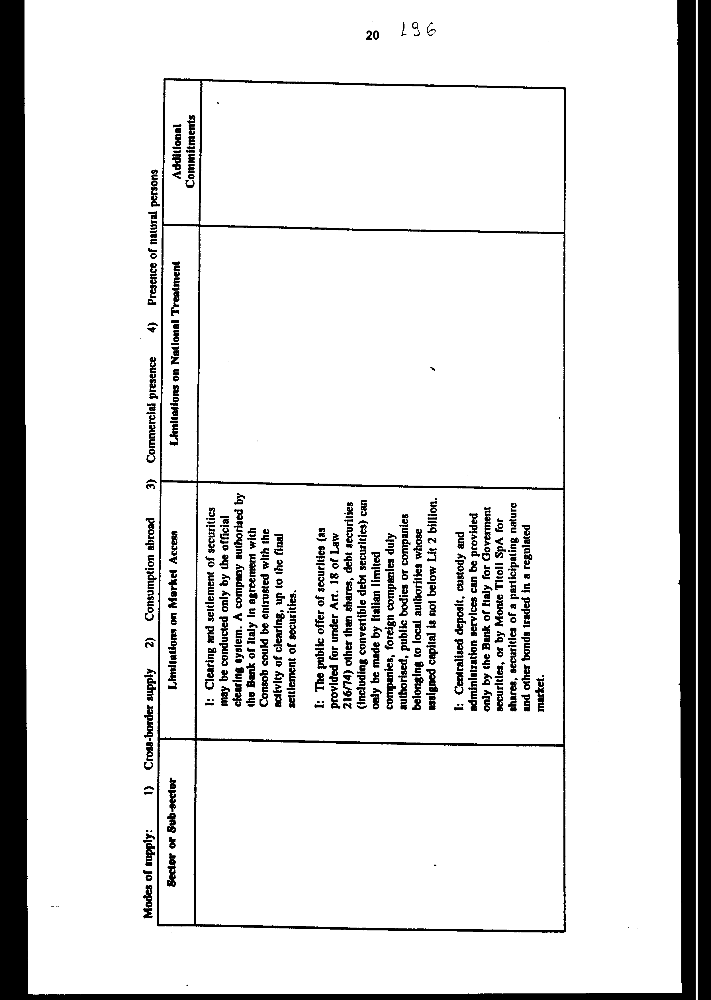 20 196
Modes of supply: 1) Cross-border supply 2) Consumption abroad 3) Commercial presence 4) Presence of natural persons
Sector or Sub-sector
Limitations on Market Access
Limitations on National Treatment
Additional
Commitments
I: Clearing and settlement of securities
may be conducted only by the official
clearing system. A company authorised by
the Bank of Italy in agreement with
Consob could be entrusted with the
activity of clearing, up to the final
settlement of securities.
I: The public offer of securities (as
provided for under Art. 18 of Law
216/74) other than shares, debt securities
(including convertible debt securities) can
only be made by Italian limited
companies, foreign companies duly
authorised, public bodies or companies
belonging to local authorities whose
assigned capital is not below Lit 2 billion.
I: Centralised deposit, custody and
administration services can be provided
only by the Bank of Italy for Goverment
securities, or by Monte Titoli SpA for
shares, securities of a participating nature
and other bonds traded in a regulated
market.